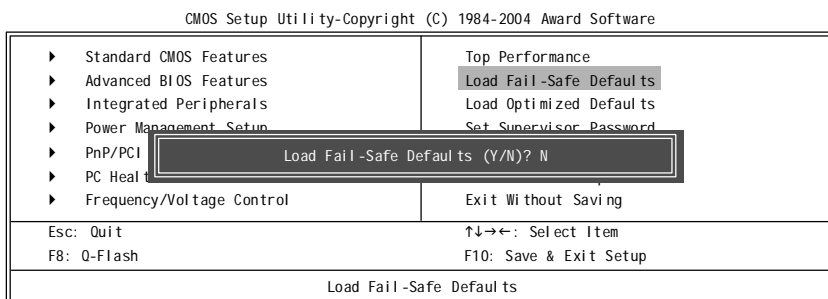 CMOS Setup Utility-Copyright (C) 1984-2004 Award Software
Standard CMOS Features
Advanced BIOS Features
Integrated Peripherals
Power Management Setup
PnP/PCI
PC Healt
Frequency/Voltage Control
Top Performance
Load Fail-Safe Defaults
Load Optimized Defaults
Set Supervisor Password
Exit Without Saving
Load Fail-Safe Defaults (Y/N)? N
Esc: Quit
F8: Q-Flash
↑↓→←: Select Item
F10: Save & Exit Setup
Load Fail-Safe Defaults